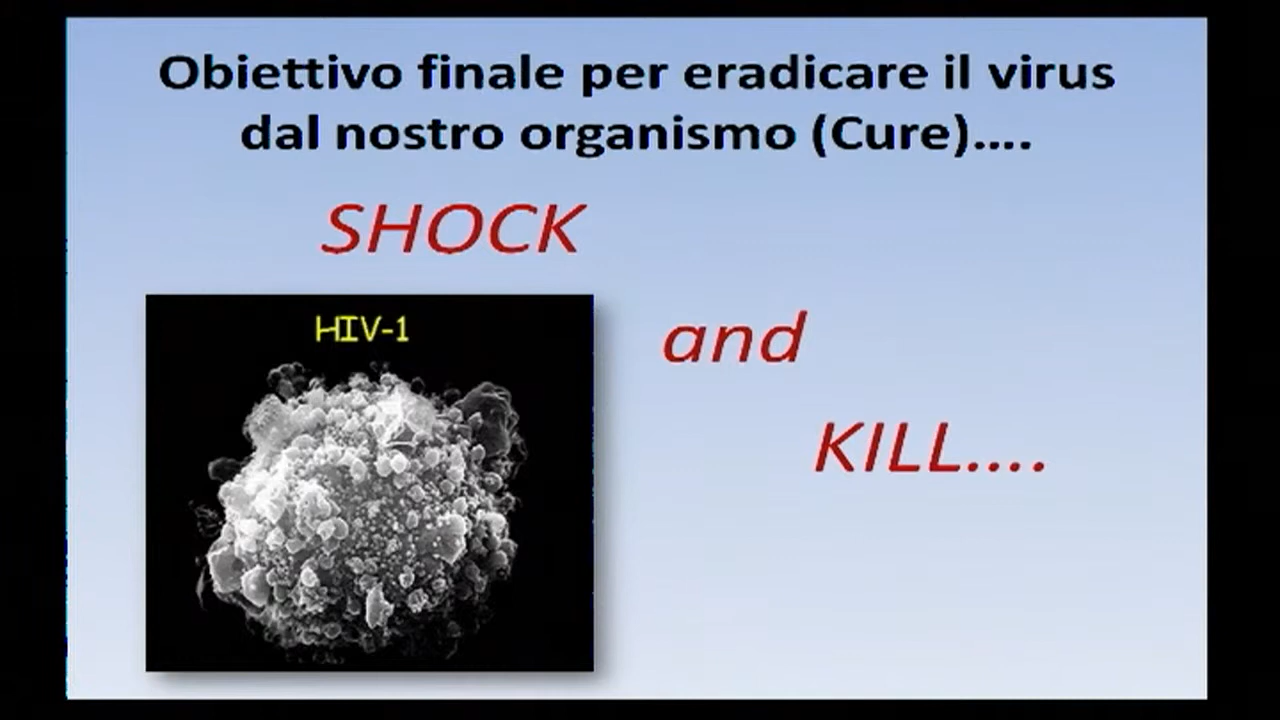 Obiettivo finale per eradicare il virus
dal nostro organismo (Cure)....
SHOCK
HIV-1
and
KILL....